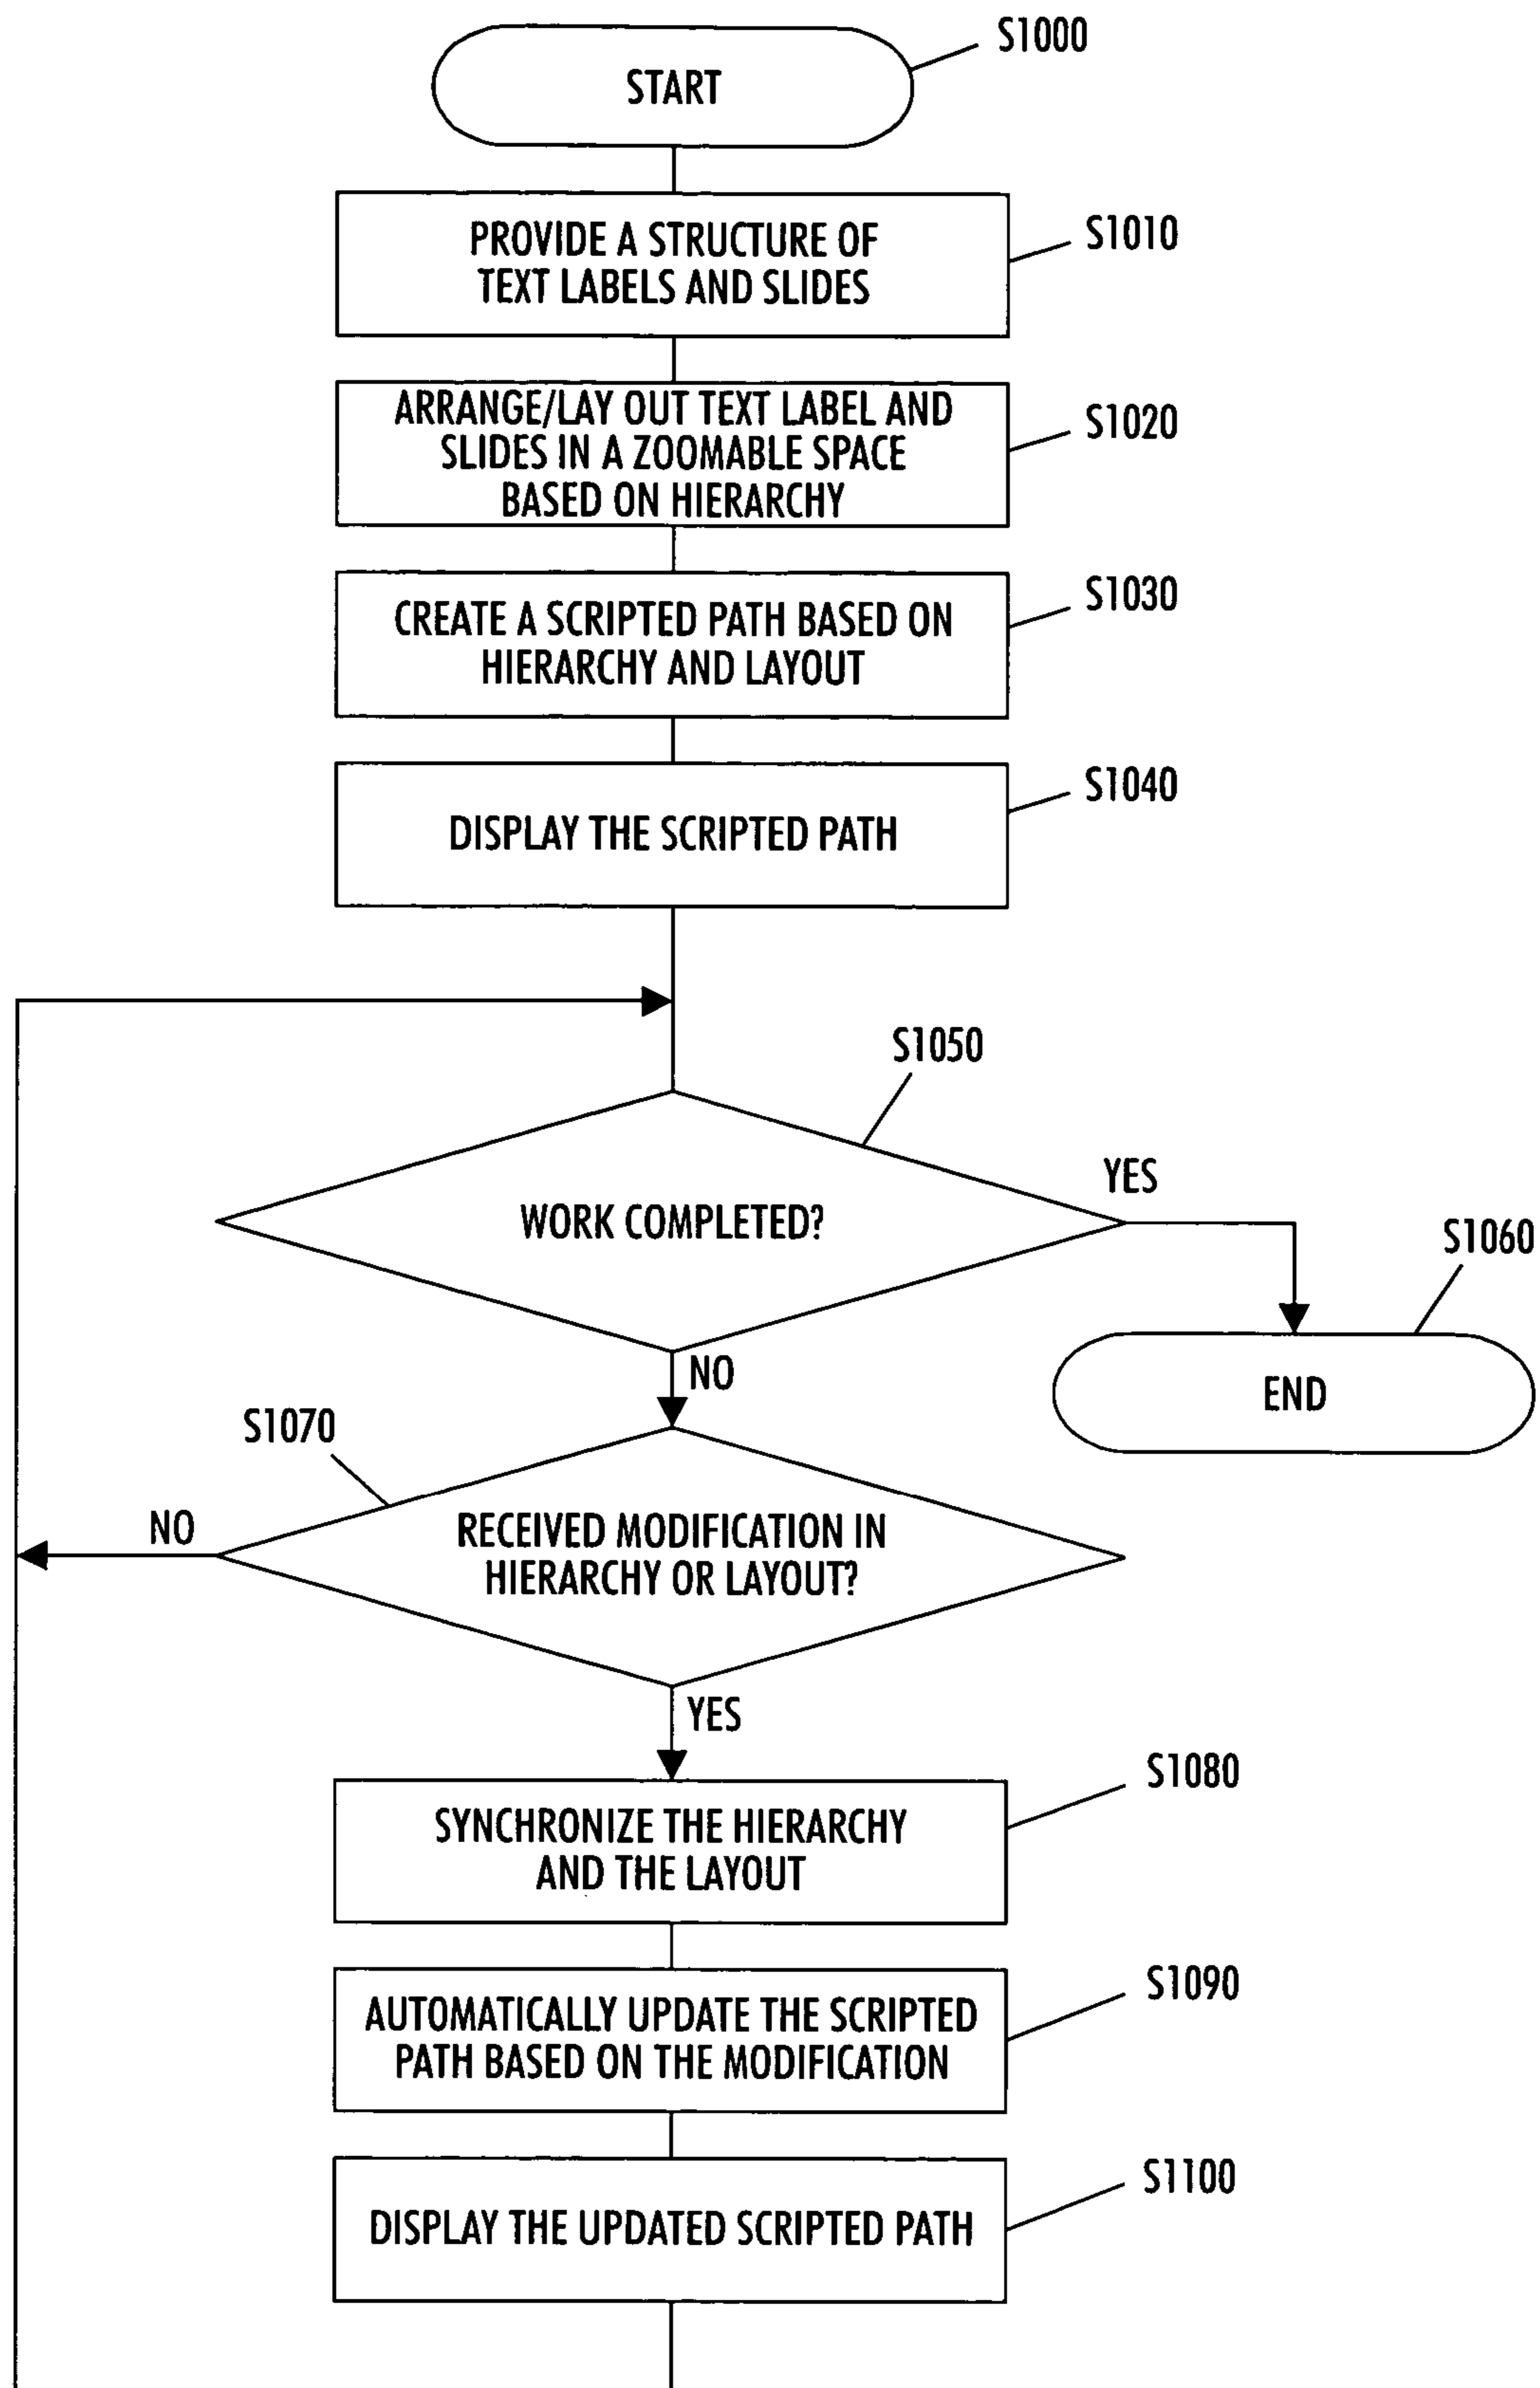 S1000
START
S1010
PROVIDE A STRUCTURE OF
TEXT LABELS AND SLIDES
S1020
ARRANGE/LAY OUT TEXT LABEL AND
SLIDES IN A ZOOMABLE SPACE
BASED ON HIERARCHY
S1030
CREATE A SCRIPTED PATH BASED ON
HIERARCHY AND LAYOUT
S1040
DISPLAY THE SCRIPTED PATH
S1050
YES
WORK COMPLETED?
S1060
NO
END
S1070
NO
RECEIVED MODIFICATION IN
HIERARCHY OR LAYOUT?
YES
S1080
SYNCHRONIZE THE HIERARCHY
AND THE LAYOUT
S1090
AUTOMATICALLY UPDATE THE SCRIPTED
PATH BASED ON THE MODIFICATION
S1100
DISPLAY THE UPDATED SCRIPTED PATH